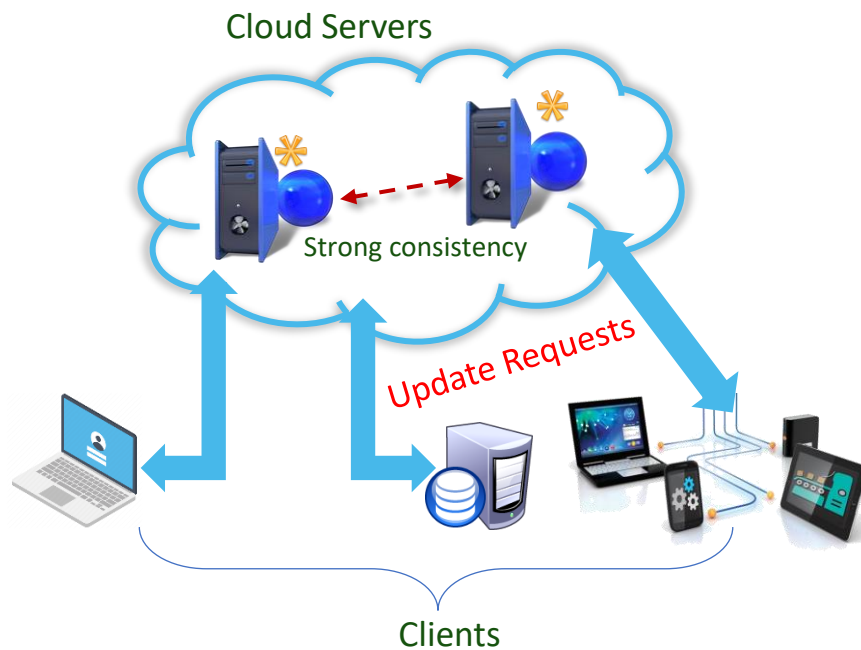 Cloud Servers
Strong consistency
Update Requests
Clients